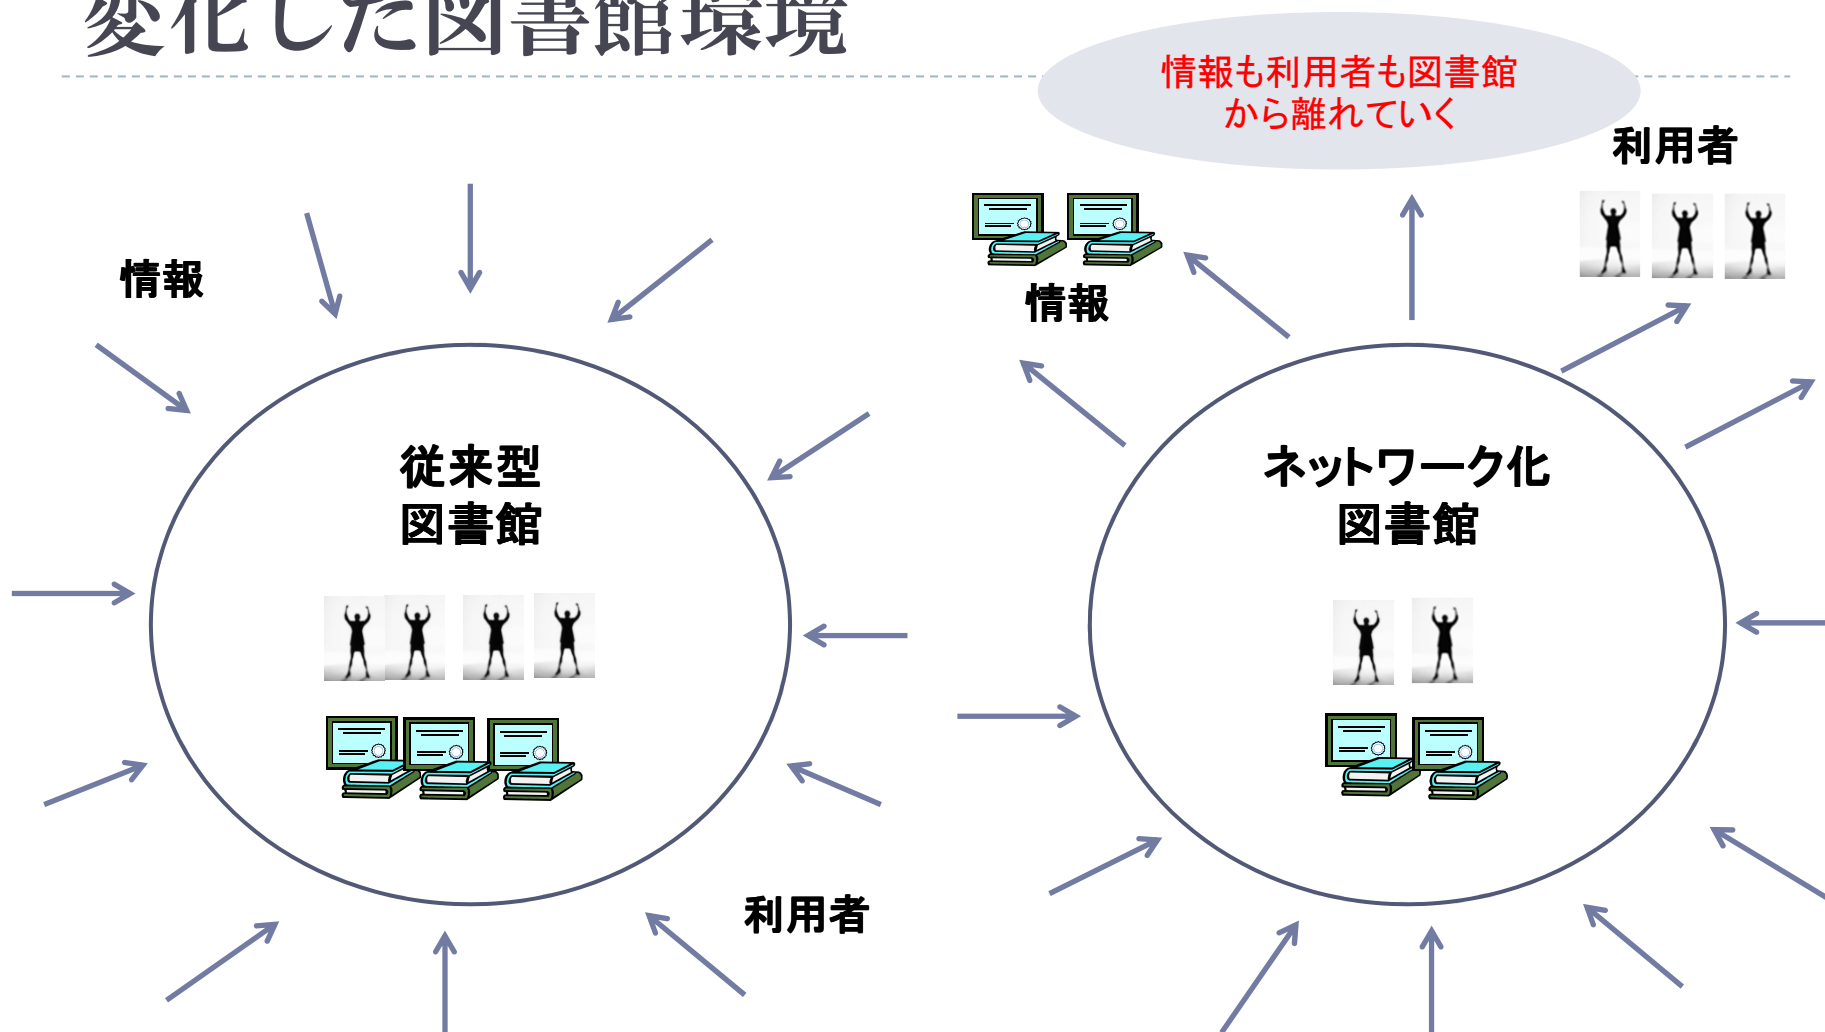 変化した図書館環境
情報も利用者も図書館
から離れていく
利用者
情報
情報
従来型
図書館
ネットワーク化
図書館
利用者